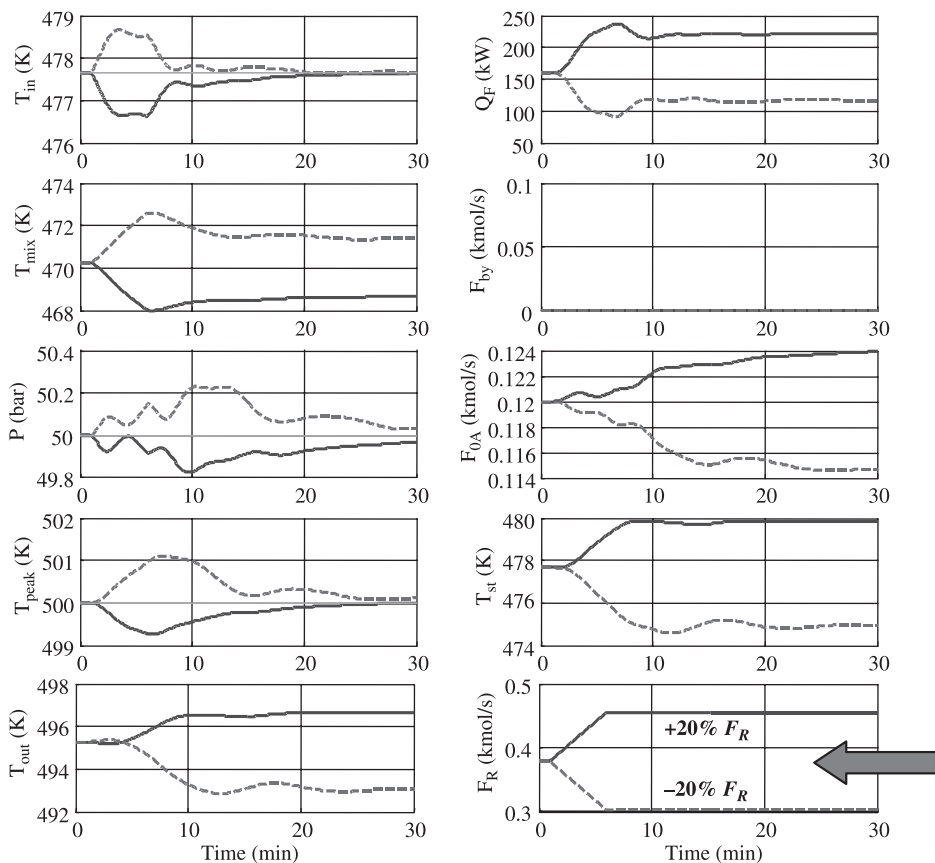 479
478
477
476
T_in (K)
0 10 20 30
474
472
470
468
T_mix (K)
0 10 20 30
50.4
50.2
50
49.8
P (bar)
0 10 20 30
502
501
500
499
T_peak (K)
0 10 20 30
498
496
494
492
T_out (K)
0 10 20 30
Time (min)
250
200
150
100
50
Q_F (kW)
0 10 20 30
0.1
0.05
0
F_by (kmol/s)
0 10 20 30
0.124
0.122
0.120
0.118
0.116
0.114
F_0A (kmol/s)
0 10 20 30
480
478
476
474
T_st (K)
0 10 20 30
0.5
0.4
0.3
F_R (kmol/s)
+20% F_R
–20% F_R
0 10 20 30
Time (min)